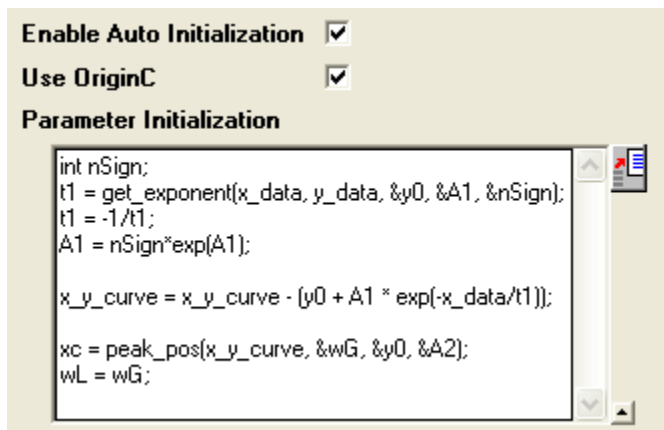 Enable Auto Initialization
Use OriginC
Parameter Initialization
int nSign;
t1 = get_exponent(x_data, y_data, &y0, &A1, &nSign);
t1 = -1/t1;
A1 = nSign*exp(A1);
x_y_curve = x_y_curve - (y0 + A1 * exp(-x_data/t1));
xc = peak_pos(x_y_curve, &wG, &y0, &A2);
wL = wG;